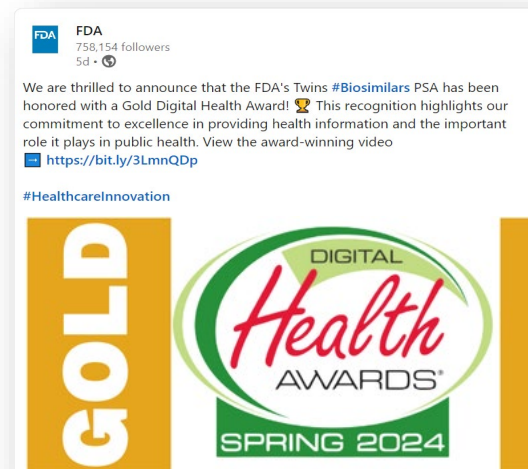 FDA
FDA
758,154 followers
5d •
We are thrilled to announce that the FDA's Twins #Biosimilars PSA has been
honored with a Gold Digital Health Award! 🏆 This recognition highlights our
commitment to excellence in providing health information and the important
role it plays in public health. View the award-winning video
➡️ https://bit.ly/3LmnQDp
#HealthcareInnovation
GOLD
DIGITAL
Health
AWARDS®
SPRING 2024